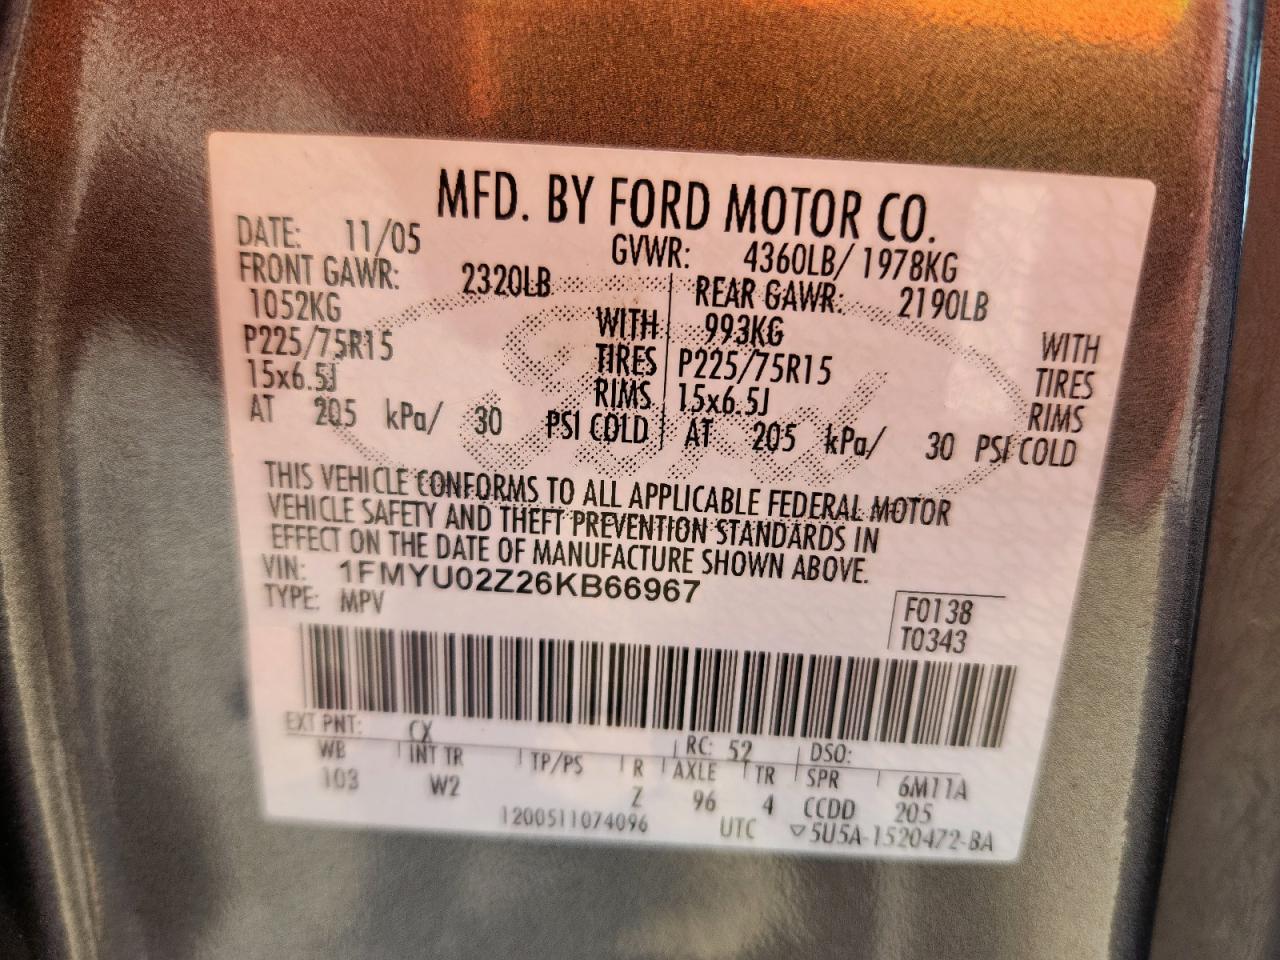 MFD. BY FORD MOTOR CO.
DATE: 11/05 GVWR: 4360LB/ 1978KG
FRONT GAWR: 2320LB REAR GAWR: 2190LB
1052KG WITH 993KG WITH
P225/75R15 TIRES P225/75R15 TIRES
15x6.5J RIMS 15x6.5J RIMS
AT 205 kPa/ 30 PSI COLD AT 205 kPa/ 30 PSI COLD
THIS VEHICLE CONFORMS TO ALL APPLICABLE FEDERAL MOTOR
VEHICLE SAFETY AND THEFT PREVENTION STANDARDS IN
EFFECT ON THE DATE OF MANUFACTURE SHOWN ABOVE.
VIN: 1FMYU02Z26KB66967
TYPE: MPV
F0138
T0343
EXT PNT: CX RC: 52 DSO:
WB INT TR TP/PS R AXLE TR SPR 6M11A
103 W2 Z 96 4 CCDD 205
1200511074096 UTC ▽5U5A-1520472-BA